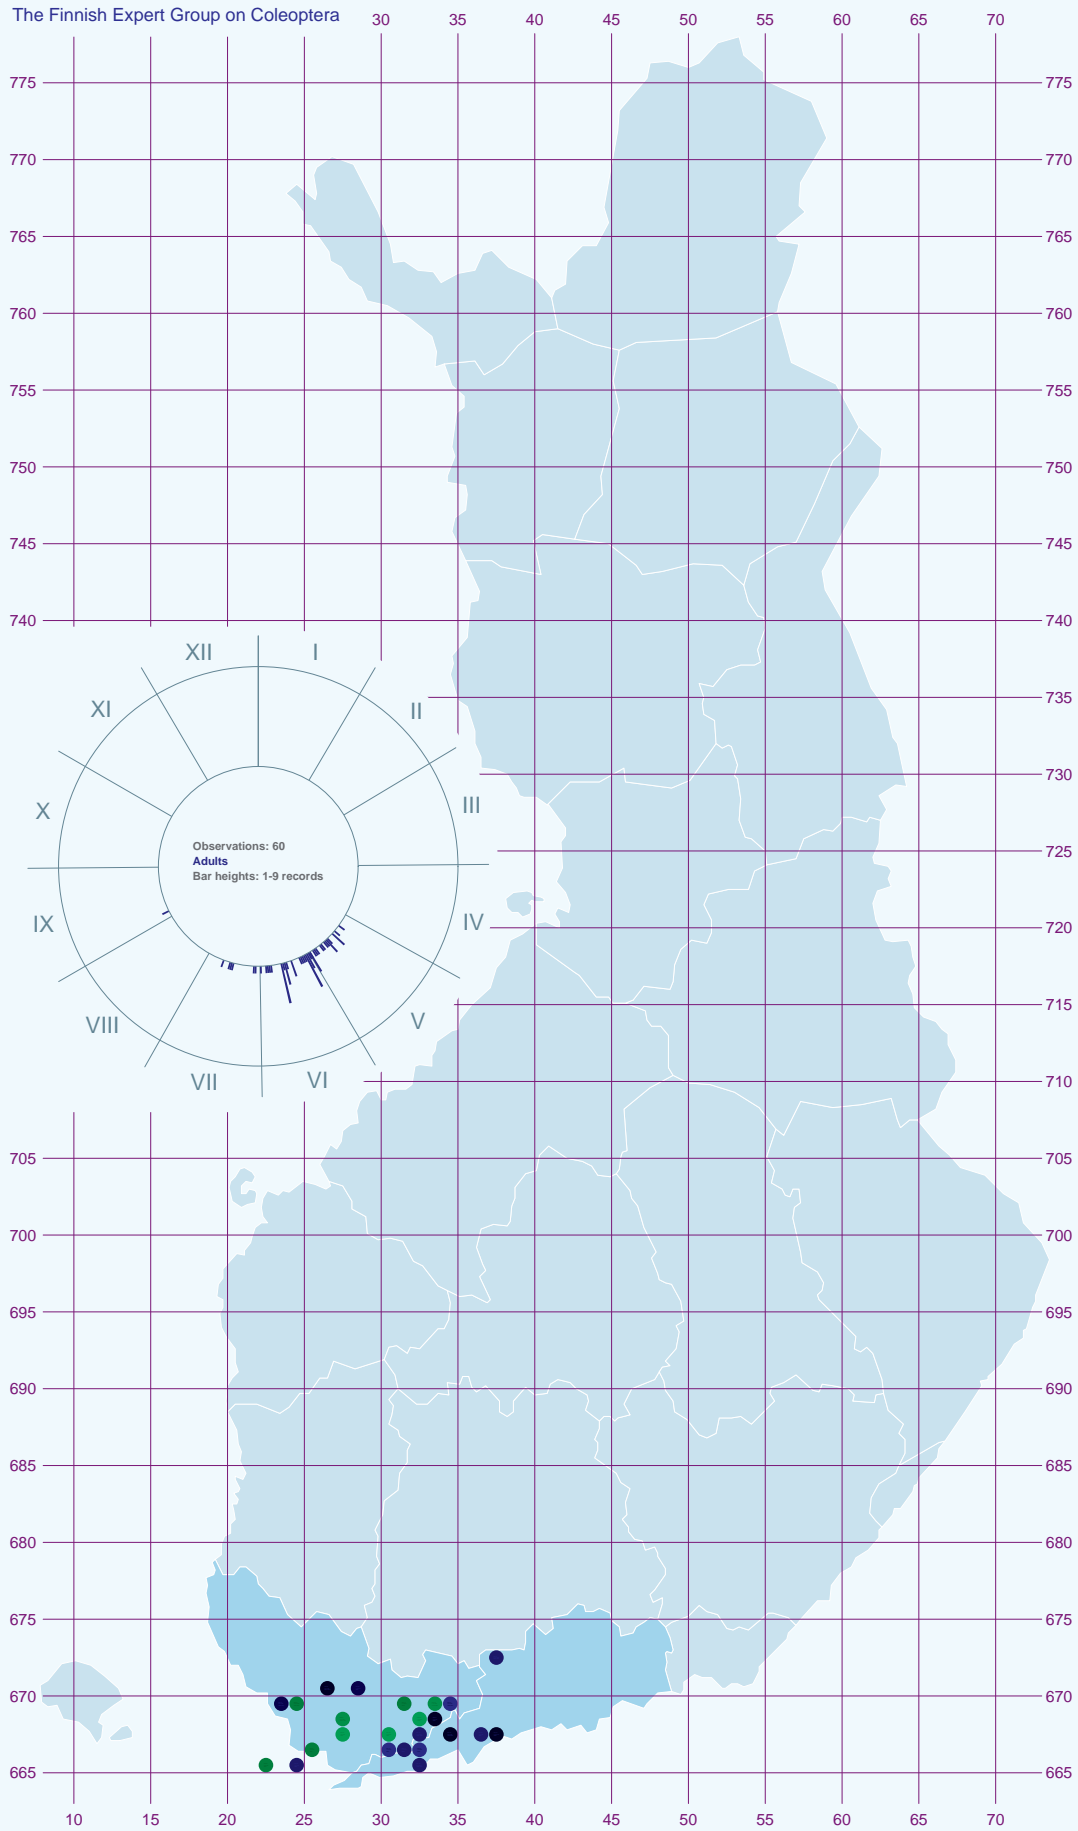 The Finnish Expert Group on Coleoptera
30 35 40 45 50 55 60 65 70
775 775
770 770
765 765
760 760
755 755
750 750
745 745
740 740
735
730
725
720
715
710
705 705
700 700
695 695
690 690
685 685
680 680
675 675
670 670
665 665
XII I
XI II
X III
Observations: 60
Adults
Bar heights: 1-9 records
IX IV
VIII V
VII VI
10 15 20 25 30 35 40 45 50 55 60 65 70